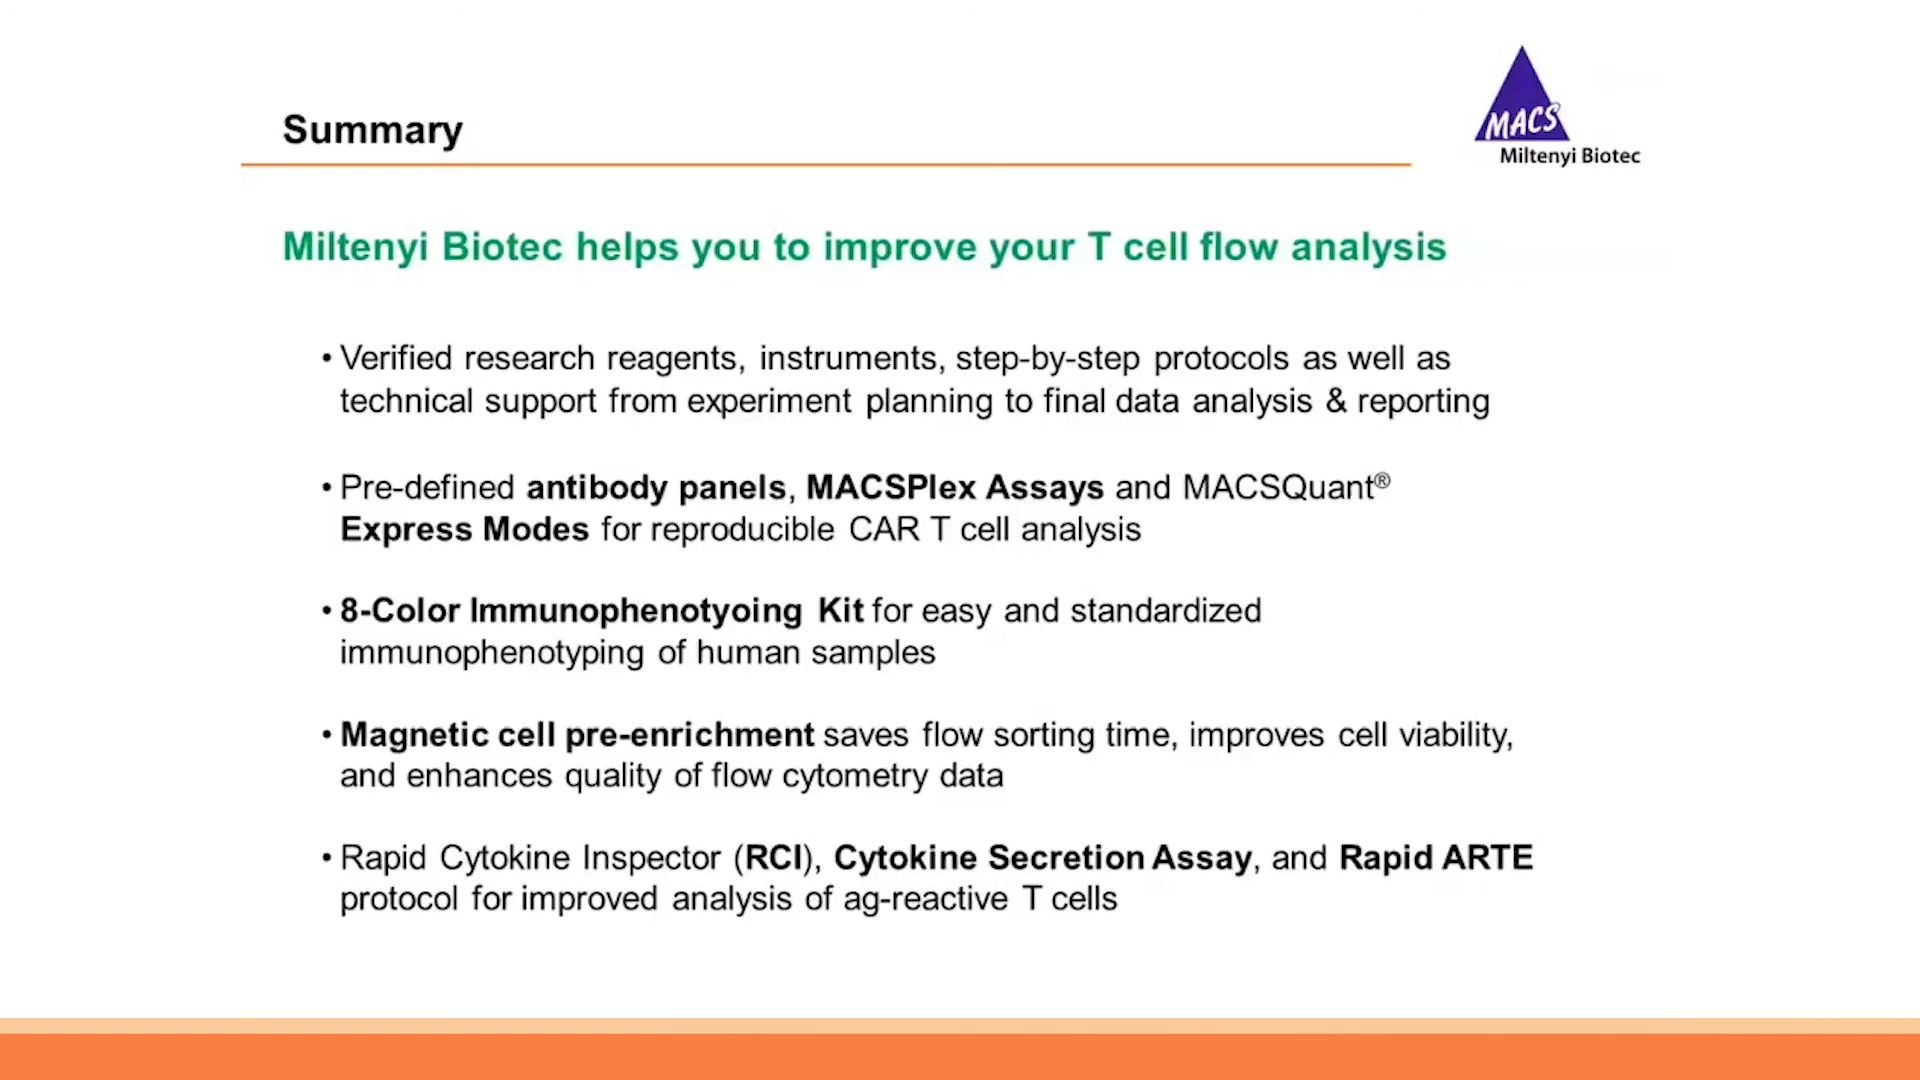 Summary
MACS
Miltenyi Biotec
Miltenyi Biotec helps you to improve your T cell flow analysis
• Verified research reagents, instruments, step-by-step protocols as well as
technical support from experiment planning to final data analysis & reporting
• Pre-defined antibody panels, MACSPlex Assays and MACSQuant®
Express Modes for reproducible CAR T cell analysis
• 8-Color Immunophenotyoing Kit for easy and standardized
immunophenotyping of human samples
• Magnetic cell pre-enrichment saves flow sorting time, improves cell viability,
and enhances quality of flow cytometry data
• Rapid Cytokine Inspector (RCI), Cytokine Secretion Assay, and Rapid ARTE
protocol for improved analysis of ag-reactive T cells